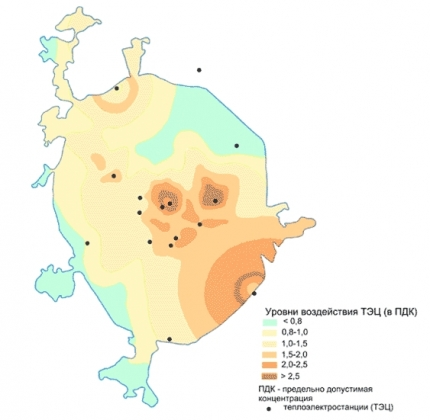 Уровни воздействия ТЭЦ (в ПДК)
< 0,8
0,8-1,0
1,0-1,5
1,5-2,0
2,0-2,5
> 2,5
ПДК - предельно допустимая
концентрация
теплоэлектростанции (ТЭЦ)